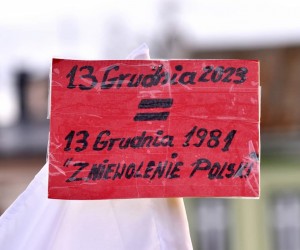 13 Grudnia 2023
=
13 Grudnia 1981
"ZNIEWOLENIE POLSKI"